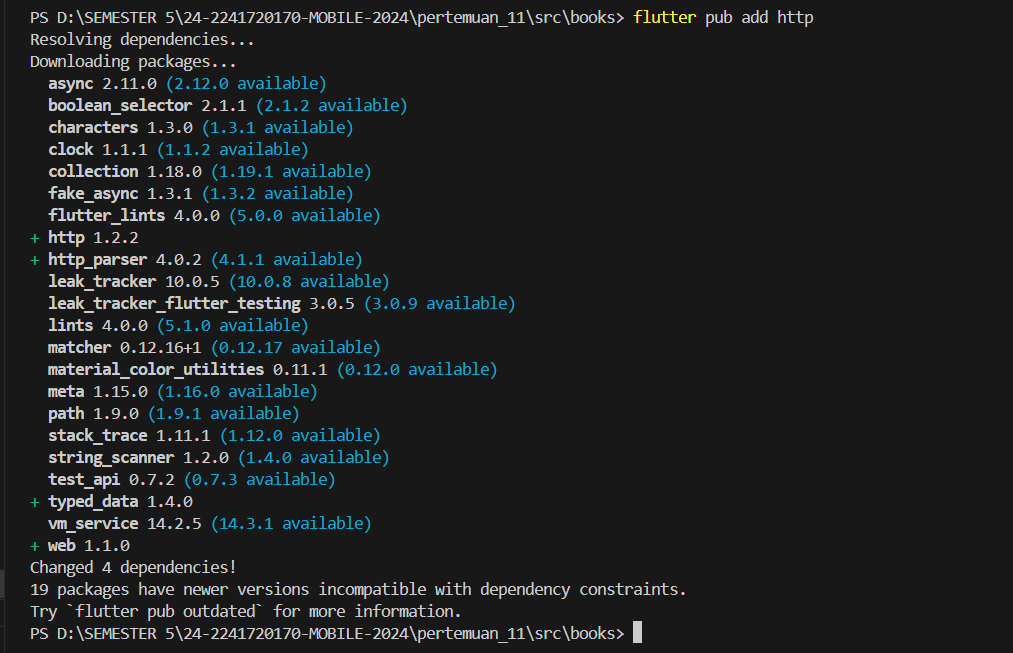 PS D:\SEMESTER 5\24-2241720170-MOBILE-2024\pertemuan_11\src\books> flutter pub add http
Resolving dependencies...
Downloading packages...
  async 2.11.0 (2.12.0 available)
  boolean_selector 2.1.1 (2.1.2 available)
  characters 1.3.0 (1.3.1 available)
  clock 1.1.1 (1.1.2 available)
  collection 1.18.0 (1.19.1 available)
  fake_async 1.3.1 (1.3.2 available)
  flutter_lints 4.0.0 (5.0.0 available)
+ http 1.2.2
+ http_parser 4.0.2 (4.1.1 available)
  leak_tracker 10.0.5 (10.0.8 available)
  leak_tracker_flutter_testing 3.0.5 (3.0.9 available)
  lints 4.0.0 (5.1.0 available)
  matcher 0.12.16+1 (0.12.17 available)
  material_color_utilities 0.11.1 (0.12.0 available)
  meta 1.15.0 (1.16.0 available)
  path 1.9.0 (1.9.1 available)
  stack_trace 1.11.1 (1.12.0 available)
  string_scanner 1.2.0 (1.4.0 available)
  test_api 0.7.2 (0.7.3 available)
+ typed_data 1.4.0
  vm_service 14.2.5 (14.3.1 available)
+ web 1.1.0
Changed 4 dependencies!
19 packages have newer versions incompatible with dependency constraints.
Try `flutter pub outdated` for more information.
PS D:\SEMESTER 5\24-2241720170-MOBILE-2024\pertemuan_11\src\books>